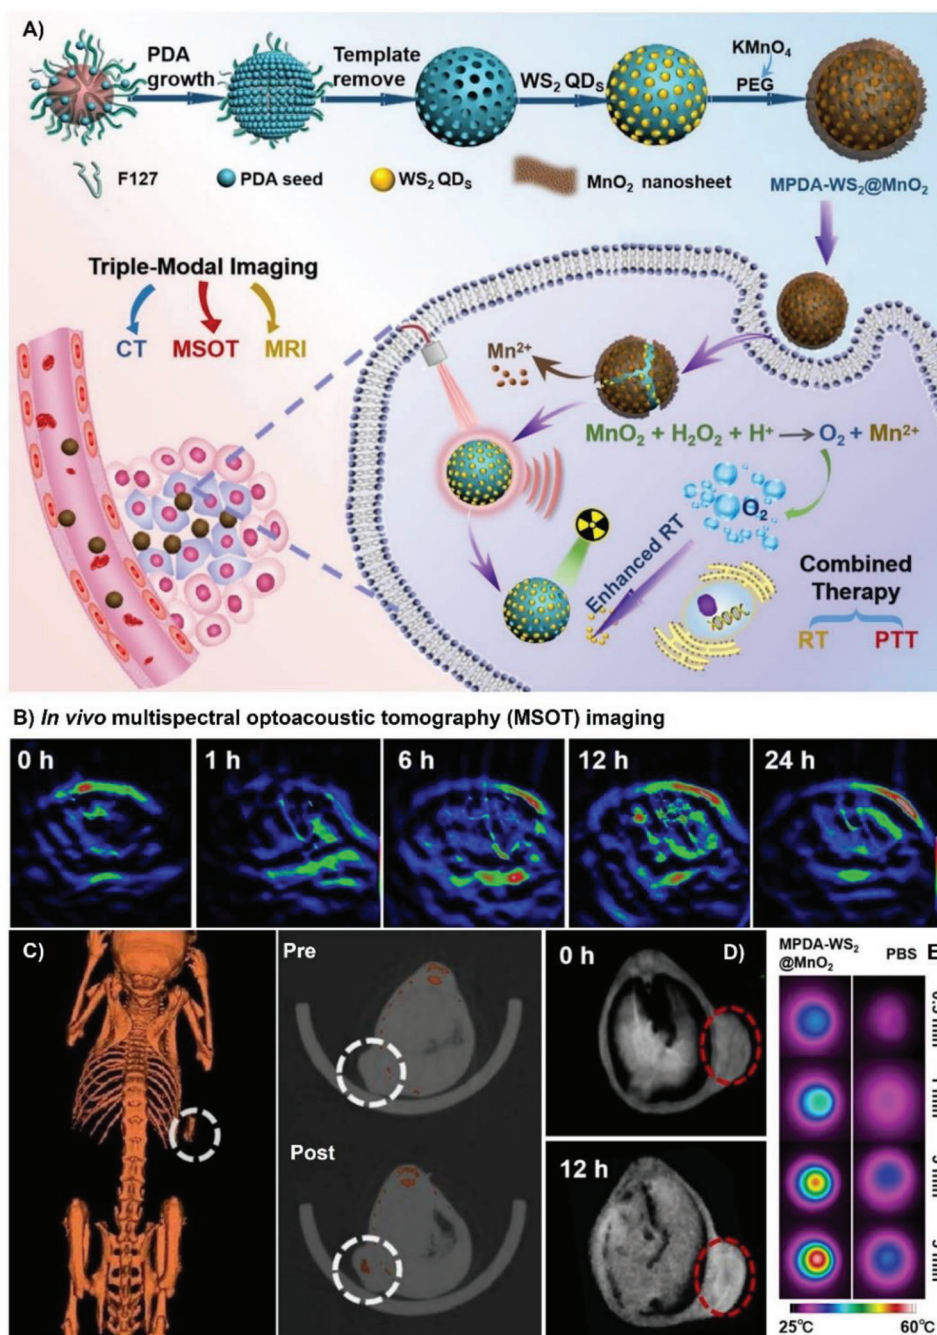 A)
PDA
growth
Template
remove
WS₂ QDₛ
KMnO₄
PEG
F127
PDA seed
WS₂ QDₛ
MnO₂ nanosheet
MPDA-WS₂@MnO₂
Triple-Modal Imaging
CT
MSOT
MRI
Mn²⁺
MnO₂ + H₂O₂ + H⁺ → O₂ + Mn²⁺
O₂
Enhanced RT
Combined
Therapy
RT
PTT
B) In vivo multispectral optoacoustic tomography (MSOT) imaging
0 h
1 h
6 h
12 h
24 h
C)
Pre
Post
D)
0 h
12 h
MPDA-WS₂
@MnO₂
PBS
E
1 min
25℃
60℃